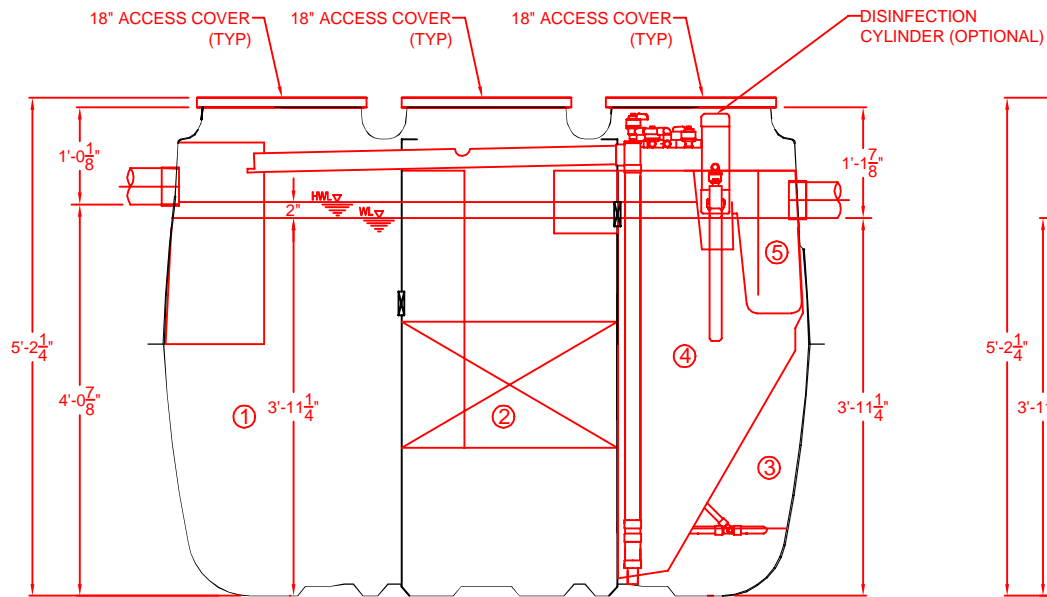 18" ACCESS COVER
(TYP)
18" ACCESS COVER
(TYP)
18" ACCESS COVER
(TYP)
DISINFECTION
CYLINDER (OPTIONAL)
1'-0 1/8"
1'-1 7/8"
HWL
2"
WL
5
5'-2 1/4"
4
5'-2 1/4"
4'-0 7/8"
1
3'-11 1/4"
2
3'-11 1/4"
3'-1
3